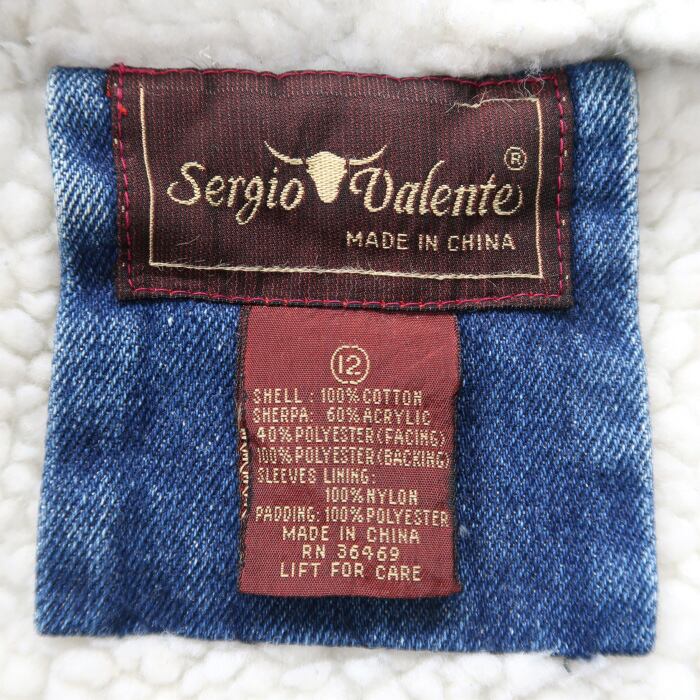 Sergio Valente ®
MADE IN CHINA
12
SHELL: 100% COTTON
SHERPA: 60% ACRYLIC
40% POLYESTER (FACING)
100% POLYESTER (BACKING)
SLEEVES LINING:
100% NYLON
PADDING: 100% POLYESTER
MADE IN CHINA
RN 36469
LIFT FOR CARE